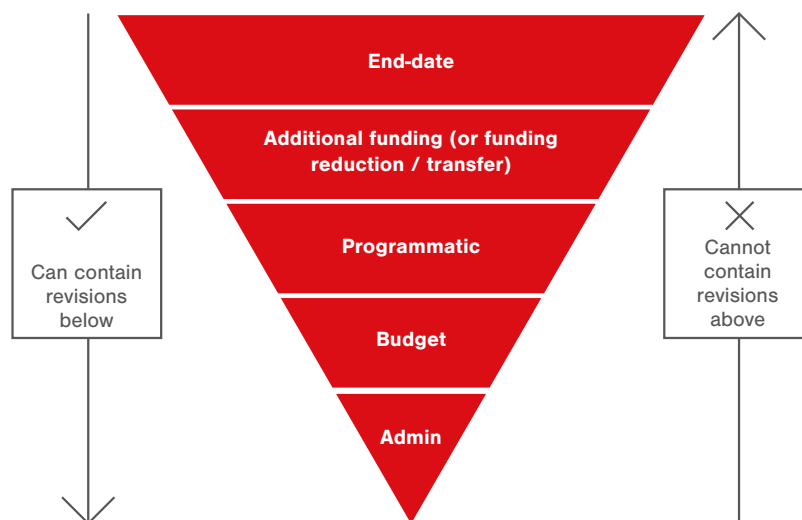 End-date
Additional funding (or funding
reduction / transfer)
Programmatic
Budget
Admin
Can contain
revisions
below
Cannot
contain
revisions
above